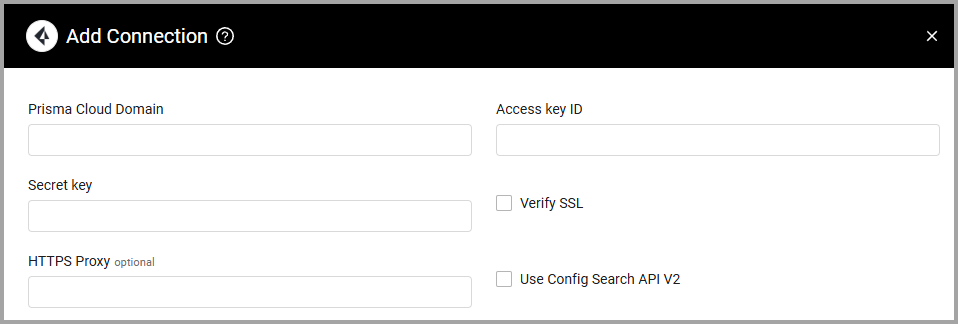 Add Connection ?
Prisma Cloud Domain
Access key ID
Secret key
Verify SSL
HTTPS Proxy optional
Use Config Search API V2